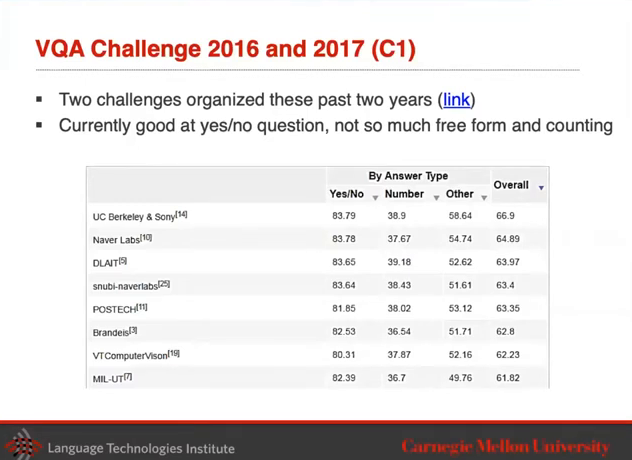 VQA Challenge 2016 and 2017 (C1)
▪ Two challenges organized these past two years (link)
▪ Currently good at yes/no question, not so much free form and counting
By Answer Type
Overall
Yes/No Number Other
UC Berkeley & Sony[14] 83.79 38.9 58.64 66.9
Naver Labs[10] 83.78 37.67 54.74 64.89
DLAIT[5] 83.65 39.18 52.62 63.97
snubi-naverlabs[25] 83.64 38.43 51.61 63.4
POSTECH[11] 81.85 38.02 53.12 63.35
Brandeis[3] 82.53 36.54 51.71 62.8
VTComputerVison[19] 80.31 37.87 52.16 62.23
MIL-UT[7] 82.39 36.7 49.76 61.82
Language Technologies Institute
Carnegie Mellon University